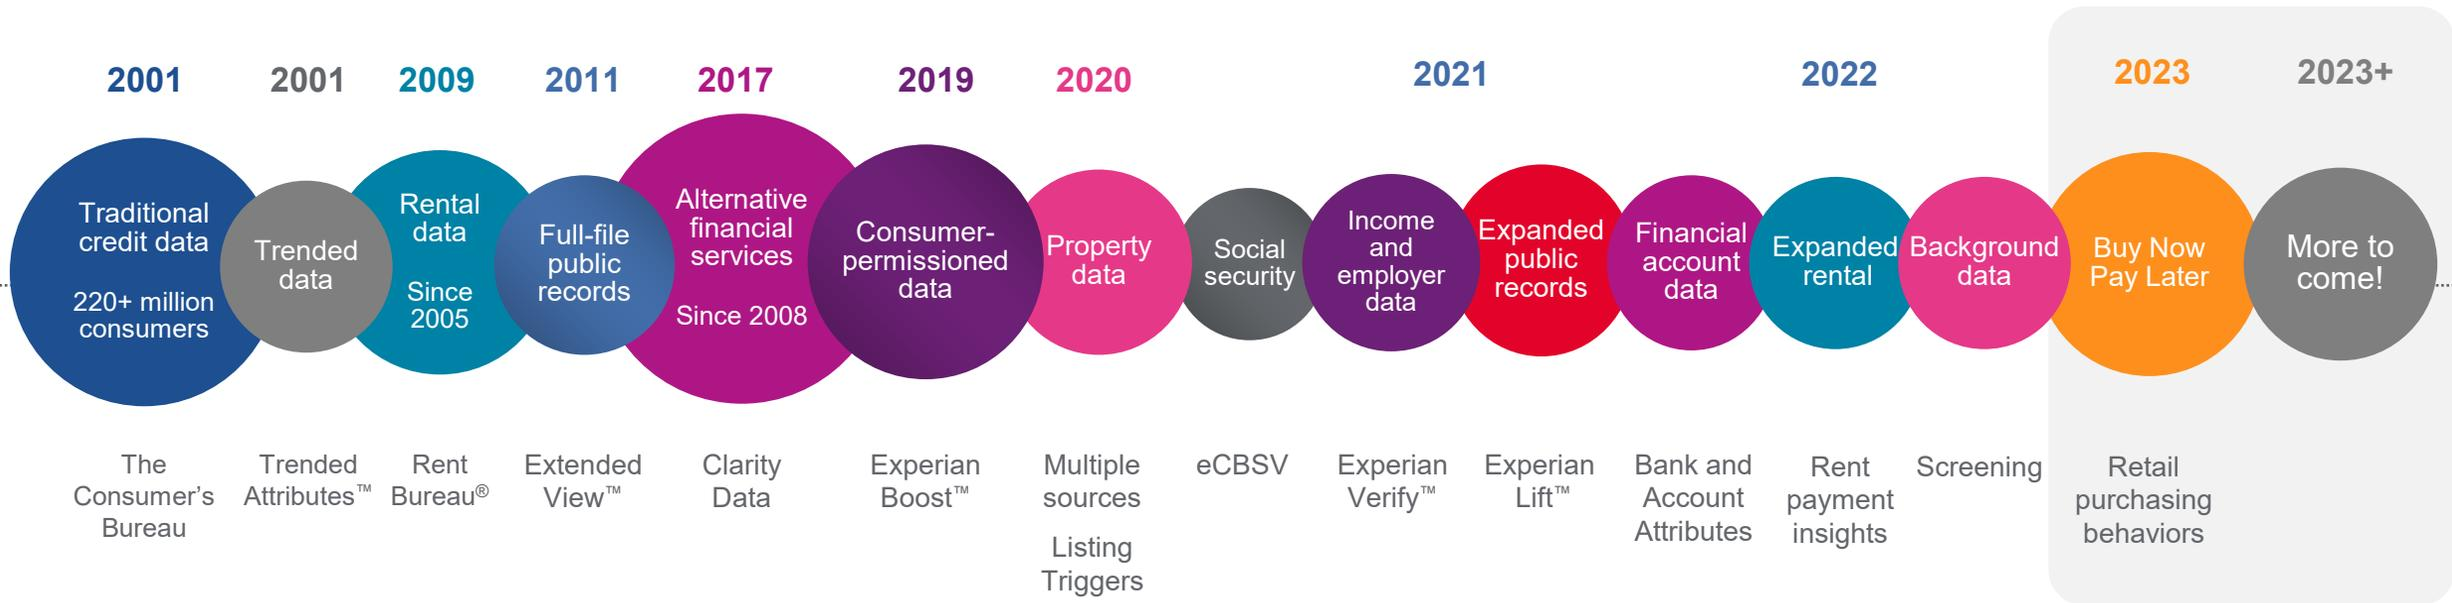 2001
2001
2009
2011
2017
2019
2020
2021
2022
2023
2023+
Traditional
credit data
220+ million
consumers
Trended
data
Rental
data
Since
2005
Full-file
public
records
Alternative
financial
services
Since 2008
Consumer-
permissioned
data
Property
data
Social
security
Income
and
employer
data
Expanded
public
records
Financial
account
data
Expanded
rental
Background
data
Buy Now
Pay Later
More to
come!
The
Consumer’s
Bureau
Trended
Attributes™
Rent
Bureau®
Extended
View™
Clarity
Data
Experian
Boost™
Multiple
sources
Listing
Triggers
eCBSV
Experian
Verify™
Experian
Lift™
Bank and
Account
Attributes
Rent
payment
insights
Screening
Retail
purchasing
behaviors